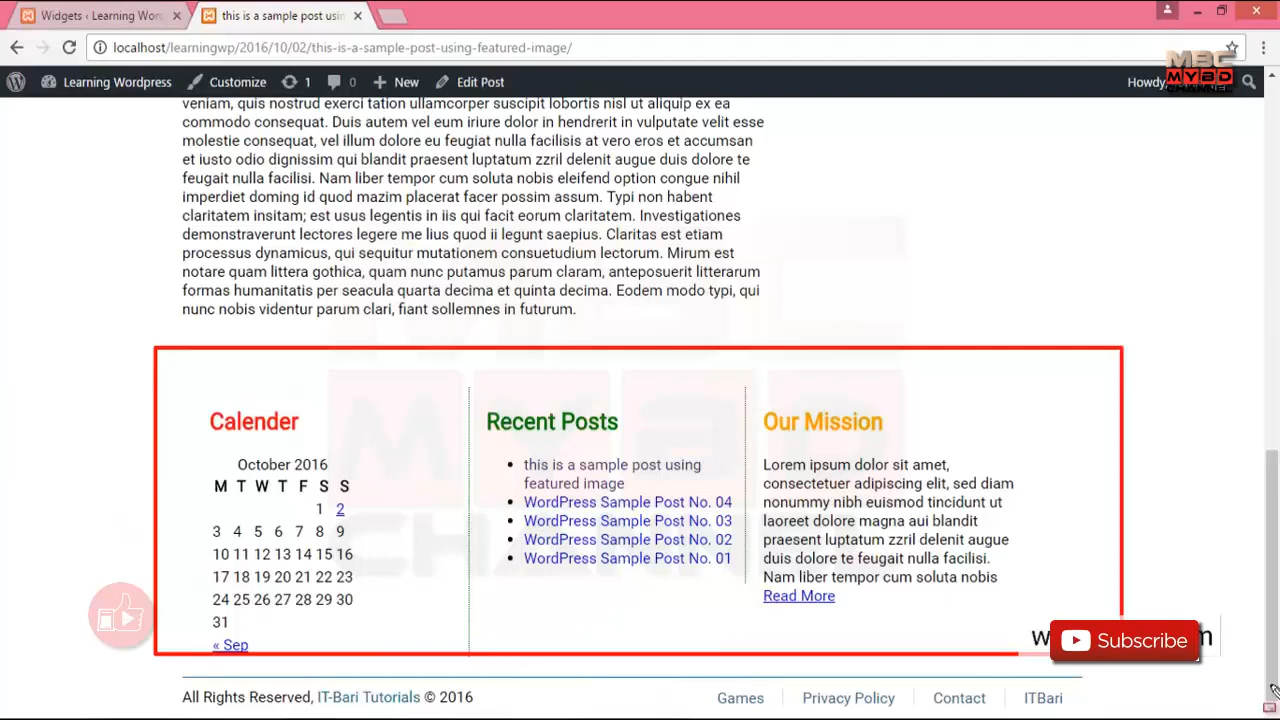 Widgets ‹ Learning Wor
this is a sample post usin
localhost/learningwp/2016/10/02/this-is-a-sample-post-using-featured-image/
Learning Wordpress Customize 1 0 New Edit Post Howdy
MBC
MYBD
CHANNEL
veniam, quis nostrud exerci tation ullamcorper suscipit lobortis nisl ut aliquip ex ea
commodo consequat. Duis autem vel eum iriure dolor in hendrerit in vulputate velit esse
molestie consequat, vel illum dolore eu feugiat nulla facilisis at vero eros et accumsan
et iusto odio dignissim qui blandit praesent luptatum zzril delenit augue duis dolore te
feugait nulla facilisi. Nam liber tempor cum soluta nobis eleifend option congue nihil
imperdiet doming id quod mazim placerat facer possim assum. Typi non habent
claritatem insitam; est usus legentis in iis qui facit eorum claritatem. Investigationes
demonstraverunt lectores legere me lius quod ii legunt saepius. Claritas est etiam
processus dynamicus, qui sequitur mutationem consuetudium lectorum. Mirum est
notare quam littera gothica, quam nunc putamus parum claram, anteposuerit litterarum
formas humanitatis per seacula quarta decima et quinta decima. Eodem modo typi, qui
nunc nobis videntur parum clari, fiant sollemnes in futurum.
Calender
October 2016
M T W T F S S
1 2
3 4 5 6 7 8 9
10 11 12 13 14 15 16
17 18 19 20 21 22 23
24 25 26 27 28 29 30
31
« Sep
Recent Posts
this is a sample post using
featured image
WordPress Sample Post No. 04
WordPress Sample Post No. 03
WordPress Sample Post No. 02
WordPress Sample Post No. 01
Our Mission
Lorem ipsum dolor sit amet,
consectetuer adipiscing elit, sed diam
nonummy nibh euismod tincidunt ut
laoreet dolore magna aui blandit
praesent luptatum zzril delenit augue
duis dolore te feugait nulla facilisi.
Nam liber tempor cum soluta nobis
Read More
Subscribe
All Rights Reserved, IT-Bari Tutorials © 2016
Games Privacy Policy Contact ITBari